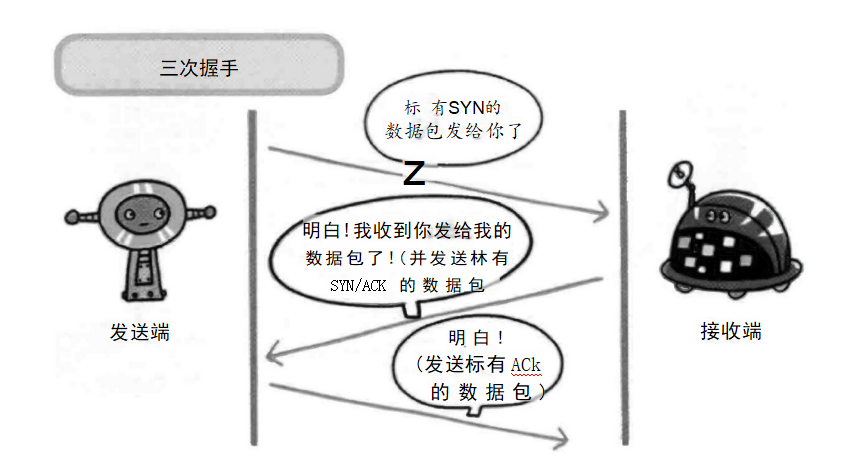 三次握手
标 有SYN的
数据包发给你了
Z
明白!我收到你发给我的
数据包了!(并发送林有
SYN/ACK 的数据包
发送端
接收端
明白!
(发送标有ACk
的数据包)